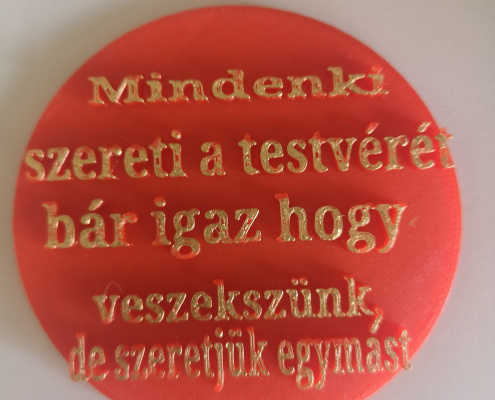 Mindenki
szereti a testvérét
bár igaz hogy
veszekszünk,
de szeretjük egymást